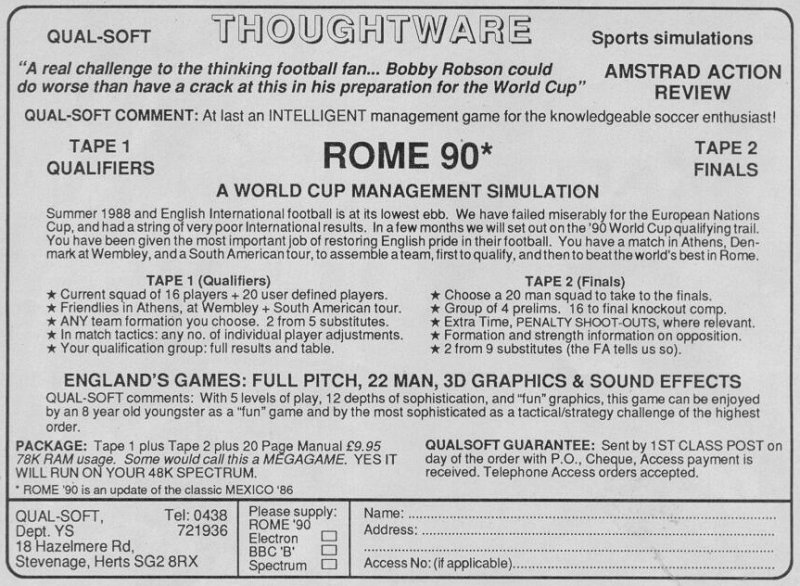 QUAL-SOFT THOUGHTWARE Sports simulations
"A real challenge to the thinking football fan... Bobby Robson could
do worse than have a crack at this in his preparation for the World Cup"
AMSTRAD ACTION
REVIEW
QUAL-SOFT COMMENT: At last an INTELLIGENT management game for the knowledgeable soccer enthusiast!
TAPE 1
QUALIFIERS
ROME 90*
TAPE 2
FINALS
A WORLD CUP MANAGEMENT SIMULATION
Summer 1988 and English International football is at its lowest ebb. We have failed miserably for the European Nations
Cup, and had a string of very poor International results. In a few months we will set out on the '90 World Cup qualifying trail.
You have been given the most important job of restoring English pride in their football. You have a match in Athens, Den-
mark at Wembley, and a South American tour, to assemble a team, first to qualify, and then to beat the world's best in Rome.
TAPE 1 (Qualifiers)
★ Current squad of 16 players + 20 user defined players.
★ Friendlies in Athens, at Wembley + South American tour.
★ ANY team formation you choose. 2 from 5 substitutes.
★ In match tactics: any no. of individual player adjustments.
★ Your qualification group: full results and table.
TAPE 2 (Finals)
★ Choose a 20 man squad to take to the finals.
★ Group of 4 prelims. 16 to final knockout comp.
★ Extra Time, PENALTY SHOOT-OUTS, where relevant.
★ Formation and strength information on opposition.
★ 2 from 9 substitutes (the FA tells us so).
ENGLAND'S GAMES: FULL PITCH, 22 MAN, 3D GRAPHICS & SOUND EFFECTS
QUAL-SOFT comments: With 5 levels of play, 12 depths of sophistication, and "fun" graphics, this game can be enjoyed
by an 8 year old youngster as a "fun" game and by the most sophisticated as a tactical/strategy challenge of the highest
order.
PACKAGE: Tape 1 plus Tape 2 plus 20 Page Manual £9.95
78K RAM usage. Some would call this a MEGAGAME. YES IT
WILL RUN ON YOUR 48K SPECTRUM.
* ROME '90 is an update of the classic MEXICO '86
QUALSOFT GUARANTEE: Sent by 1ST CLASS POST on
day of the order with P.O., Cheque, Access payment is
received. Telephone Access orders accepted.
QUAL-SOFT, Tel: 0438
Dept. YS 721936
18 Hazelmere Rd,
Stevenage, Herts SG2 8RX
Please supply:
ROME '90
Electron
BBC 'B'
Spectrum
Name:
Address:
Access No: (if applicable)